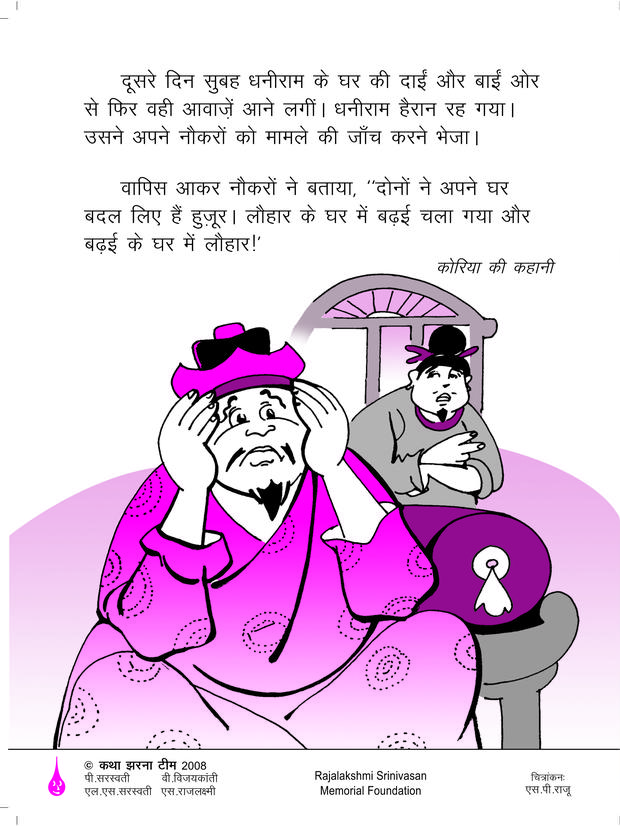 दूसरे दिन सुबह धनीराम के घर की दाईं और बाईं ओर
से फिर वही आवाज़ें आने लगीं। धनीराम हैरान रह गया।
उसने अपने नौकरों को मामले की जाँच करने भेजा।
वापिस आकर नौकरों ने बताया, ‘‘दोनों ने अपने घर
बदल लिए हैं हुज़ूर। लौहार के घर में बढ़ई चला गया और
बढ़ई के घर में लौहार!’
कोरिया की कहानी
© कथा झरना टीम 2008
पी.सरस्वती वी.विजयकांती
एल.एस.सरस्वती एस.राजलक्ष्मी
Rajalakshmi Srinivasan
Memorial Foundation
चित्रांकनः
एस.पी.राजू